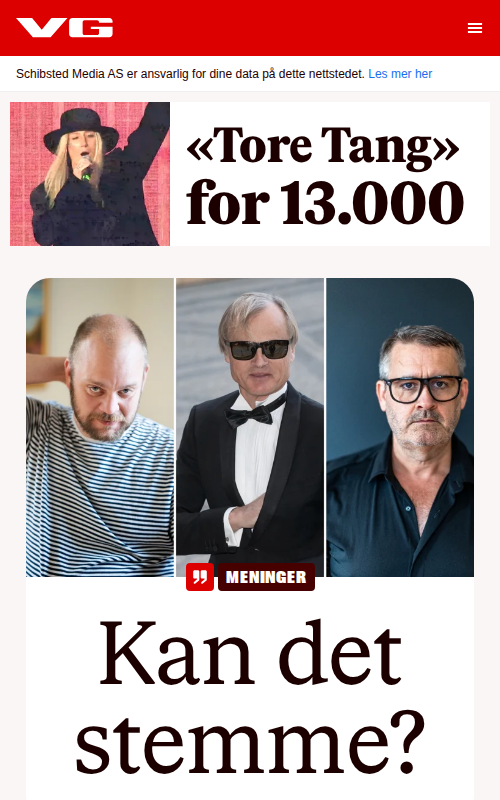 VG
Schibsted Media AS er ansvarlig for dine data på dette nettstedet. Les mer her
«Tore Tang»
for 13.000
MENINGER
Kan det
stemme?